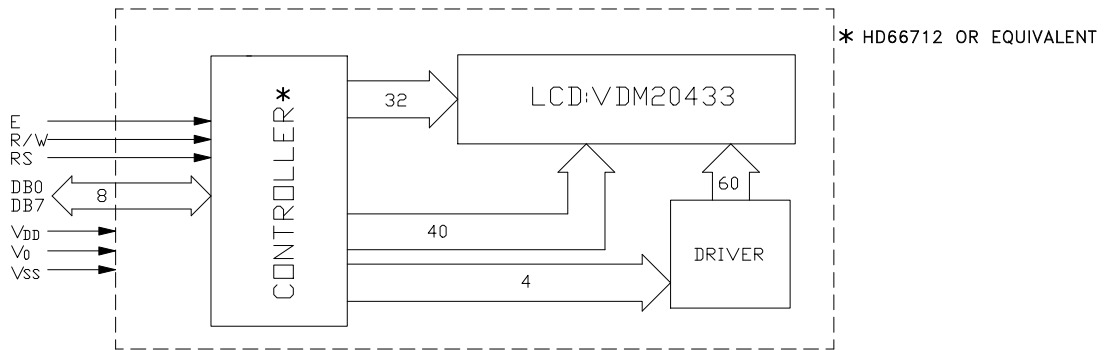 * HD66712 OR EQUIVALENT
LCD:VDM20433
32
CONTROLLER*
E
R/W
RS
DB0
DB7
8
60
VDD
V0
VSS
40
DRIVER
4